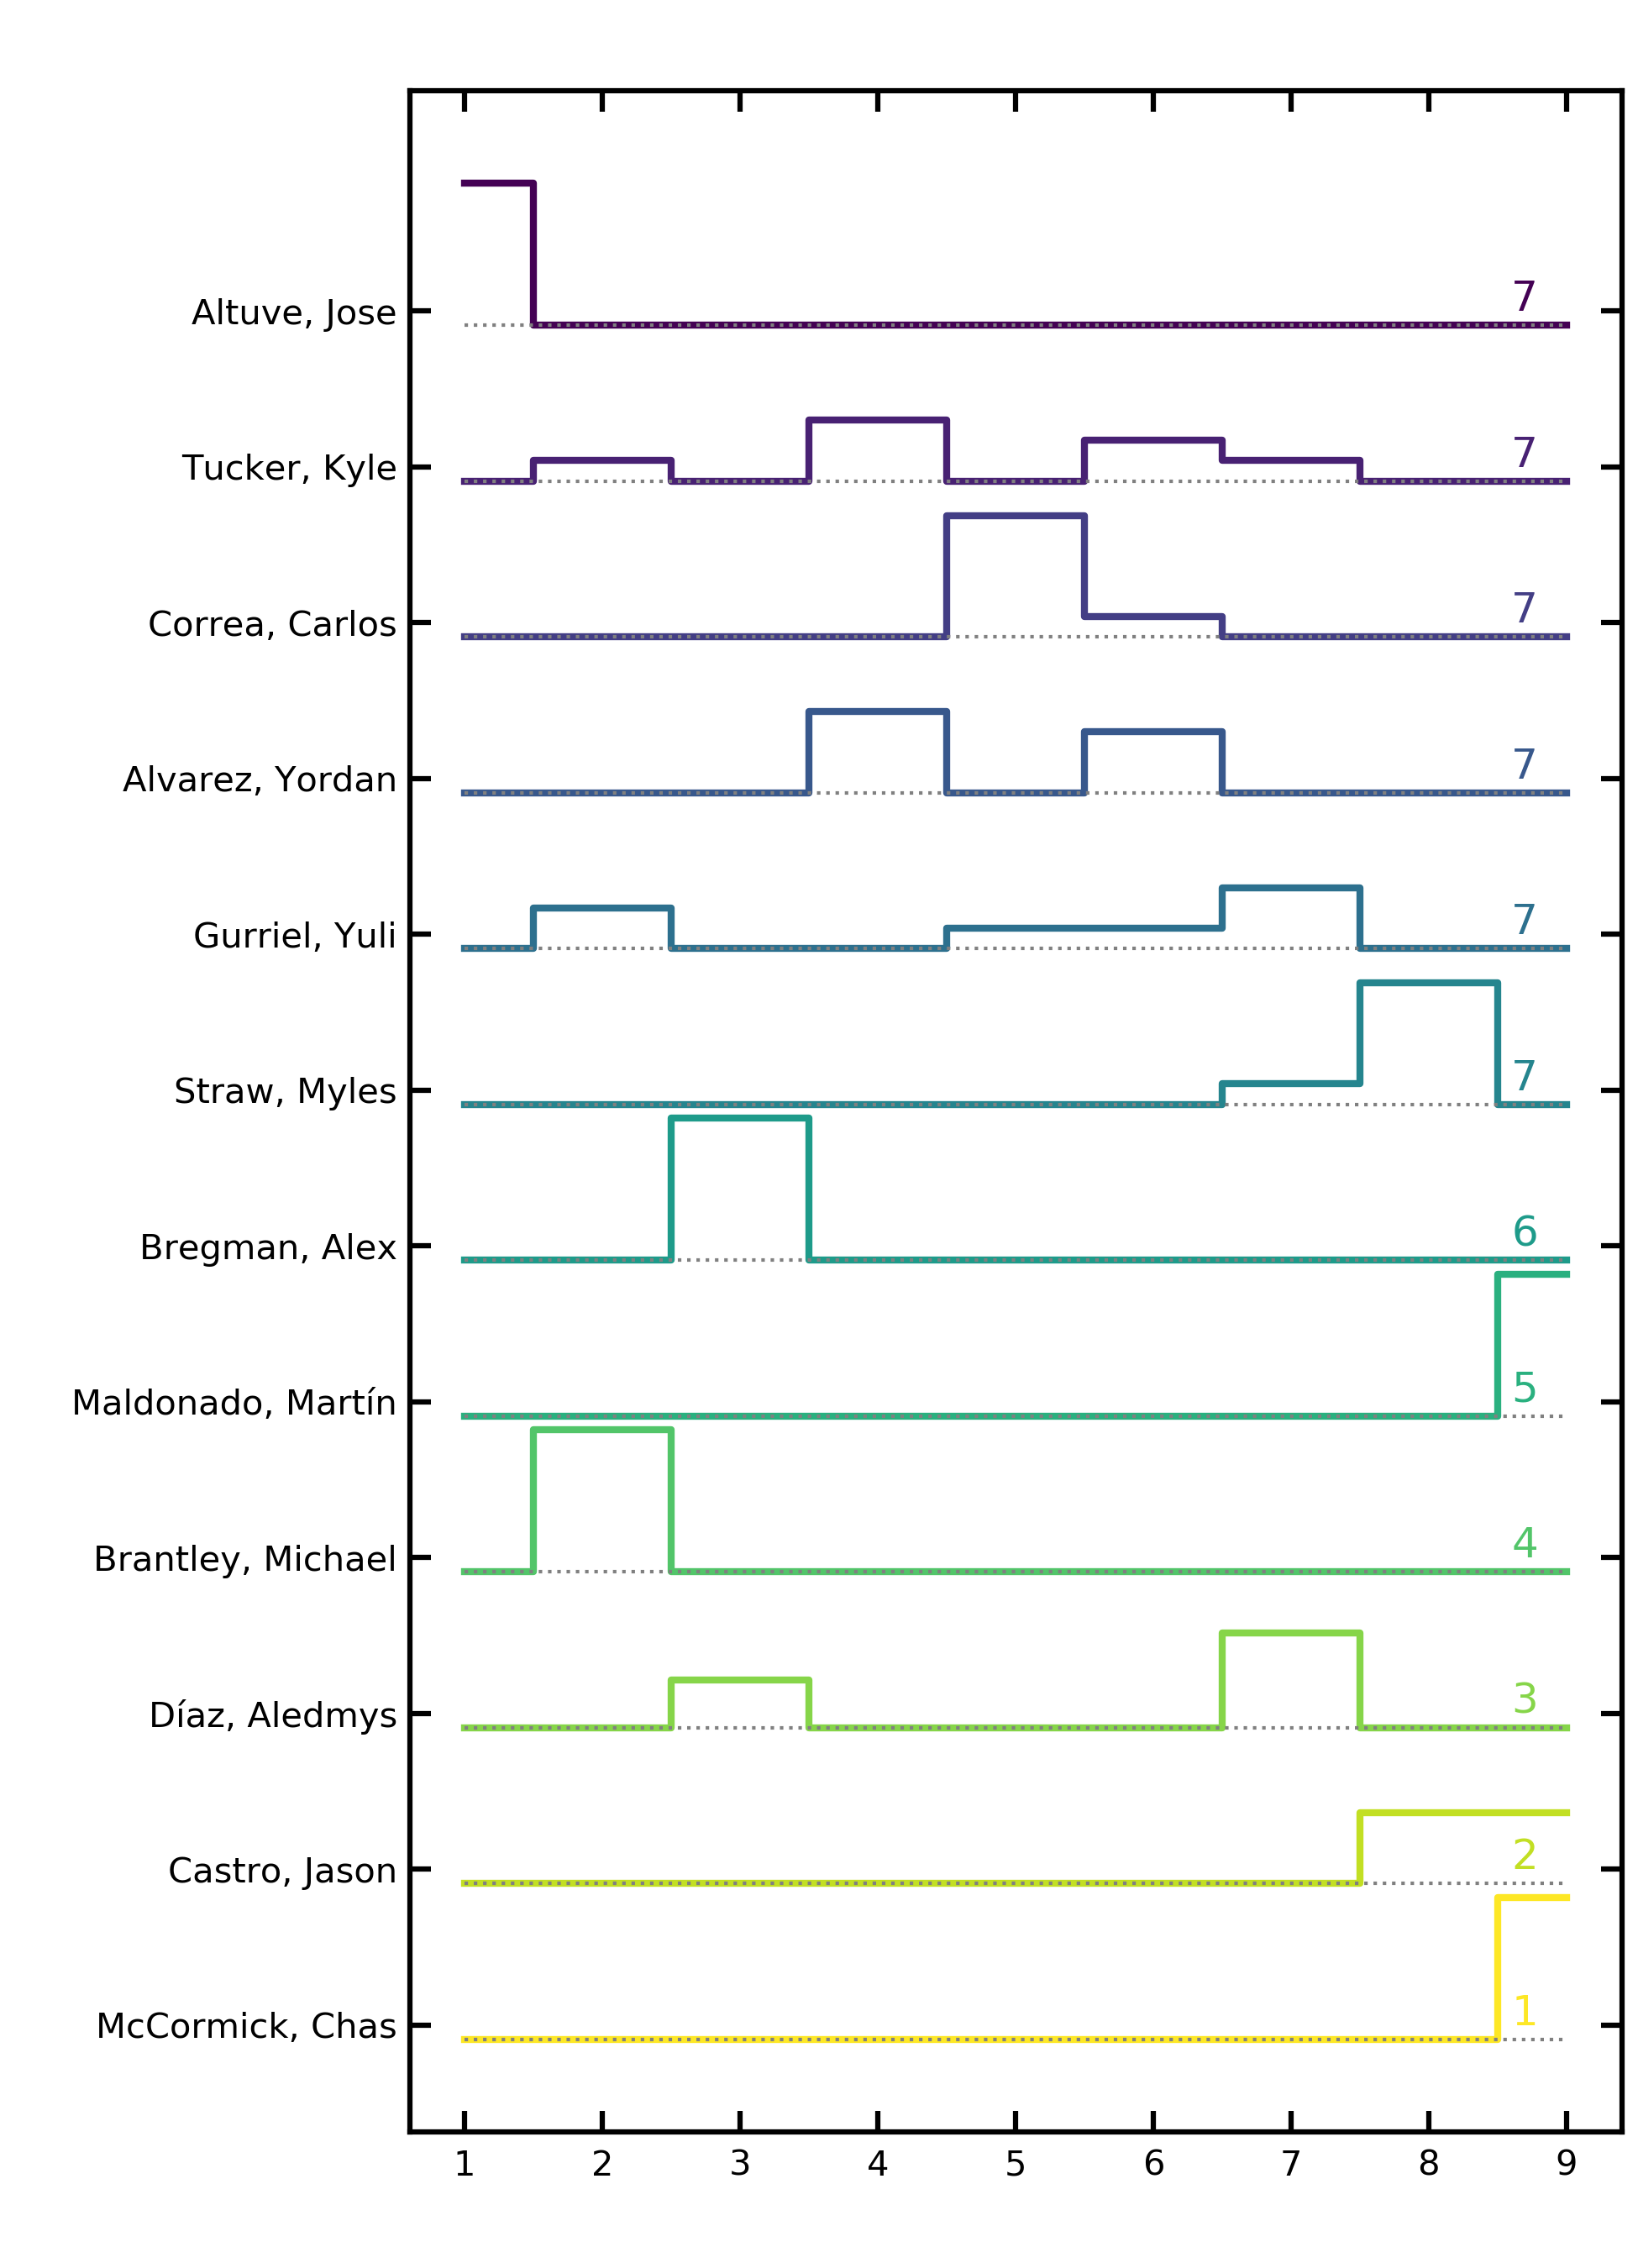 Altuve, Jose 7
Tucker, Kyle 7
Correa, Carlos 7
Alvarez, Yordan 7
Gurriel, Yuli 7
Straw, Myles 7
Bregman, Alex 6
Maldonado, Martín 5
Brantley, Michael 4
Díaz, Aledmys 3
Castro, Jason 2
McCormick, Chas 1
1 2 3 4 5 6 7 8 9